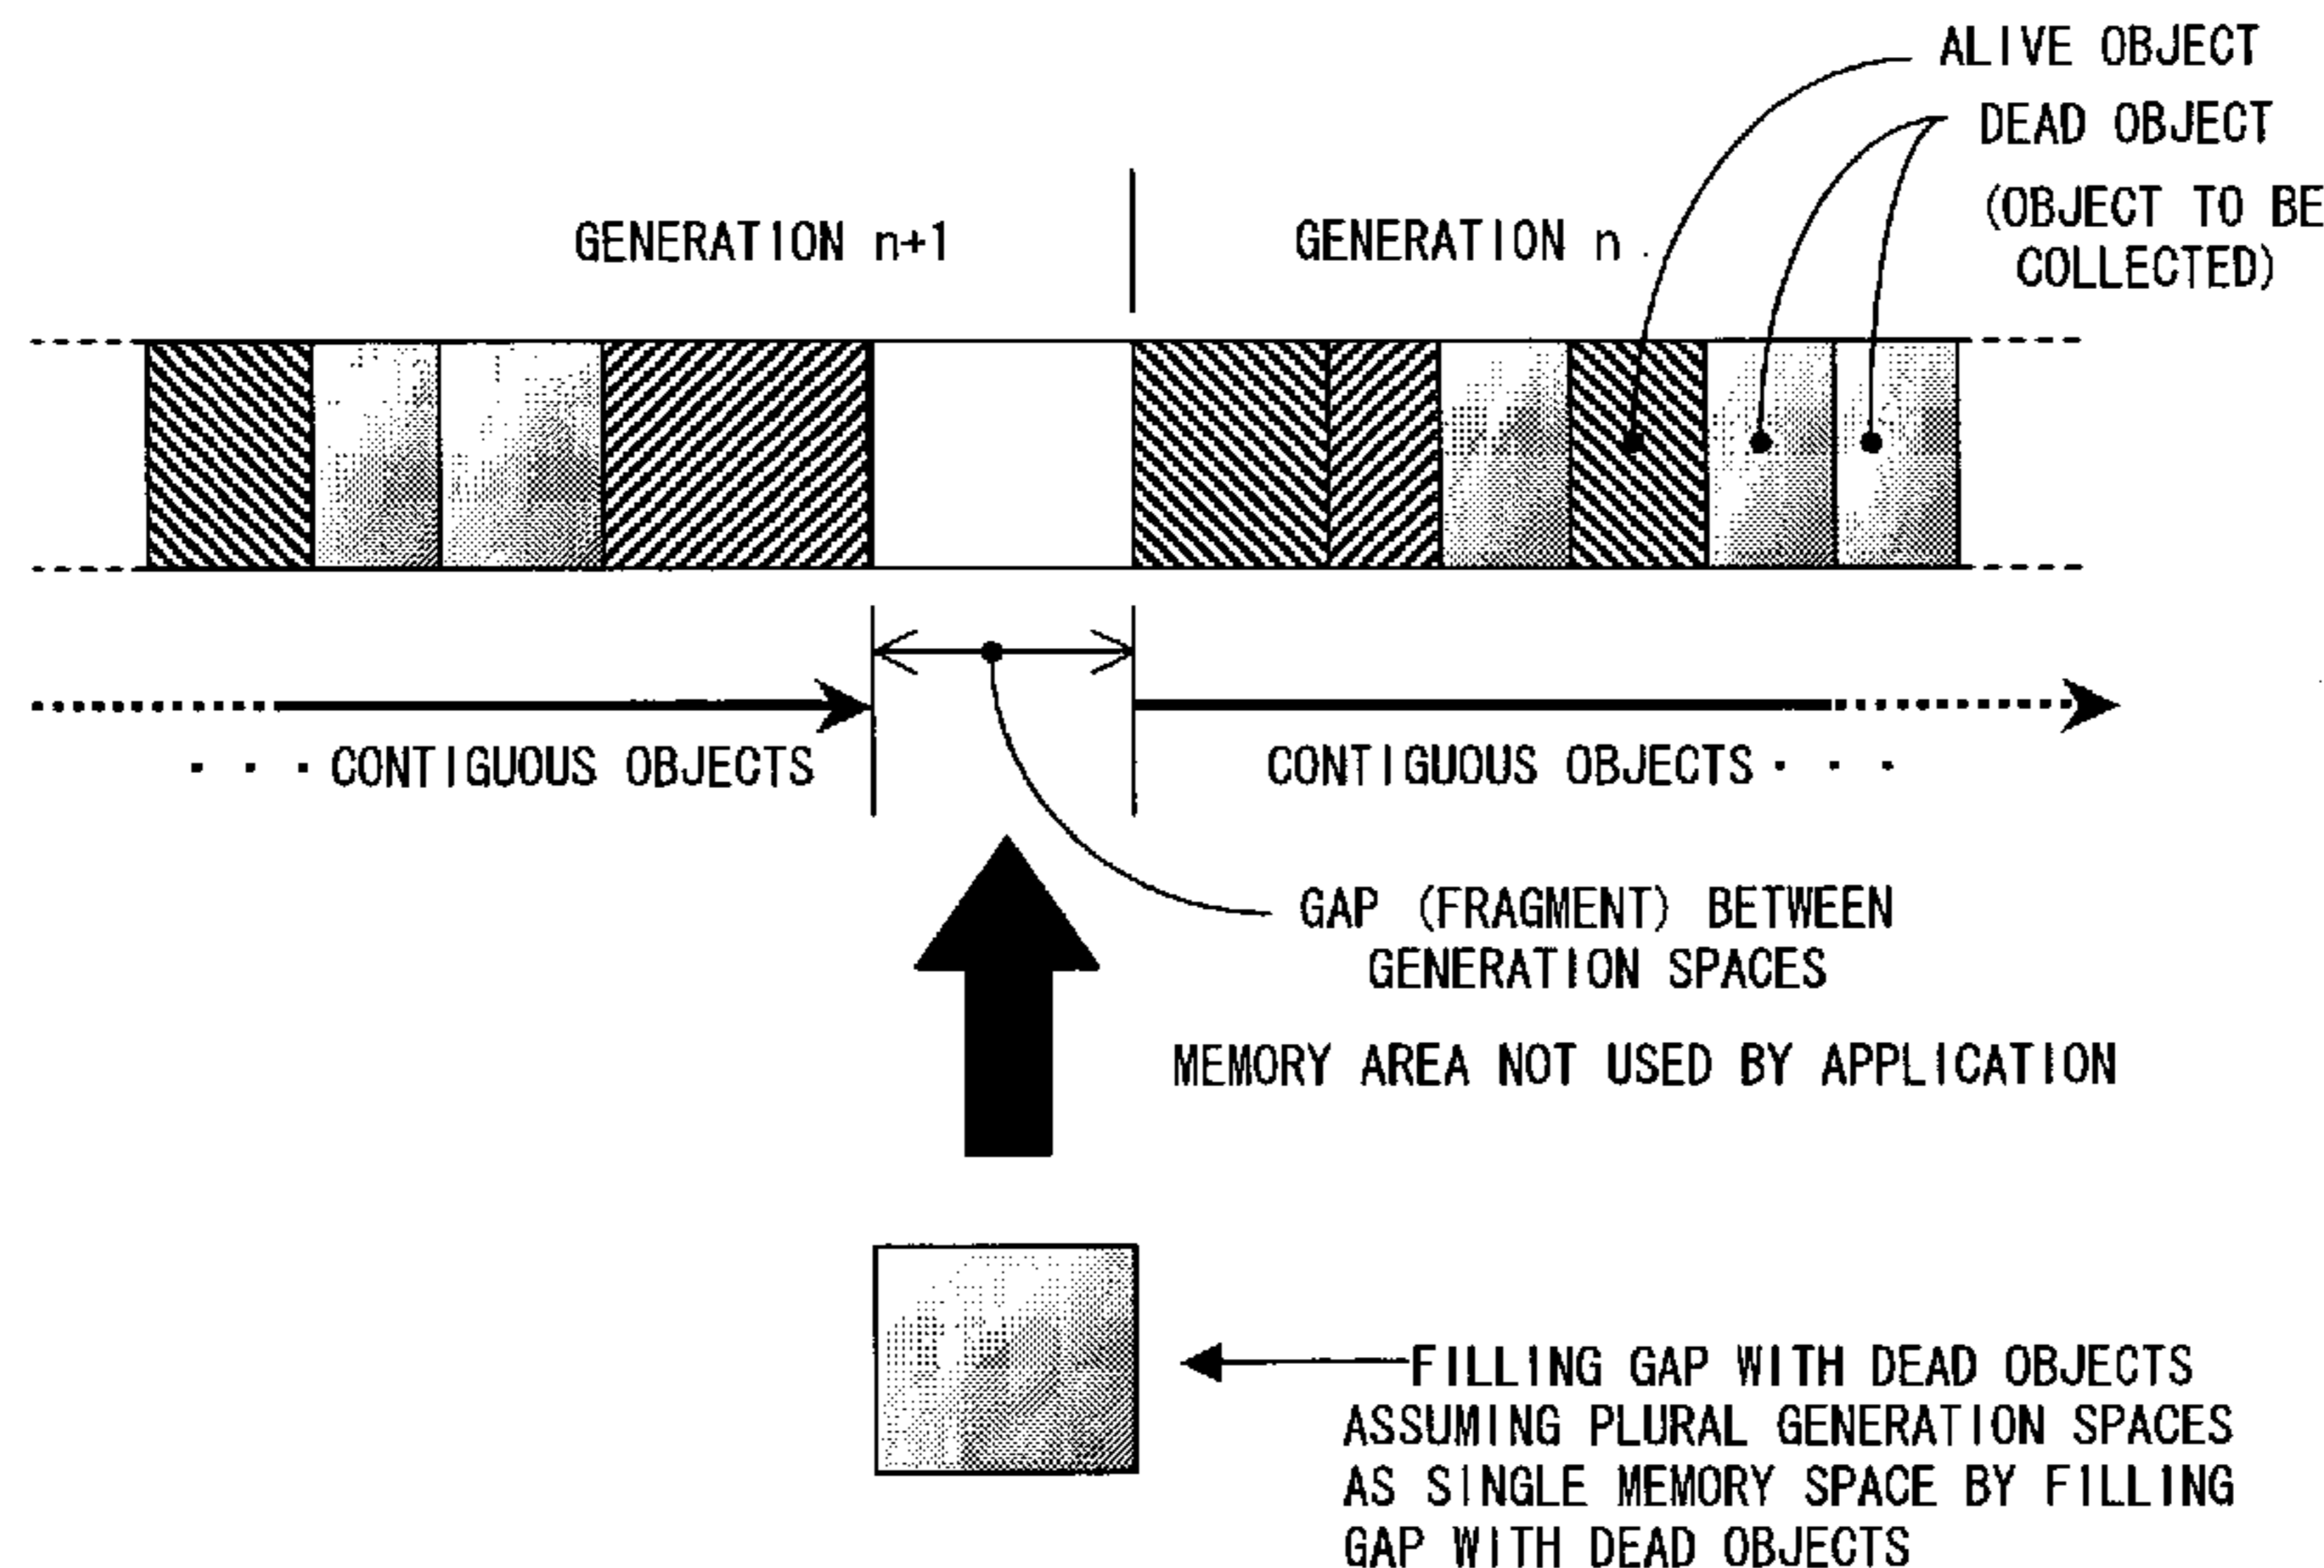 ALIVE OBJECT
DEAD OBJECT
(OBJECT TO BE
COLLECTED)
GENERATION n+1
GENERATION n
· · · CONTIGUOUS OBJECTS
CONTIGUOUS OBJECTS · · ·
GAP (FRAGMENT) BETWEEN
GENERATION SPACES
MEMORY AREA NOT USED BY APPLICATION
FILLING GAP WITH DEAD OBJECTS
ASSUMING PLURAL GENERATION SPACES
AS SINGLE MEMORY SPACE BY FILLING
GAP WITH DEAD OBJECTS